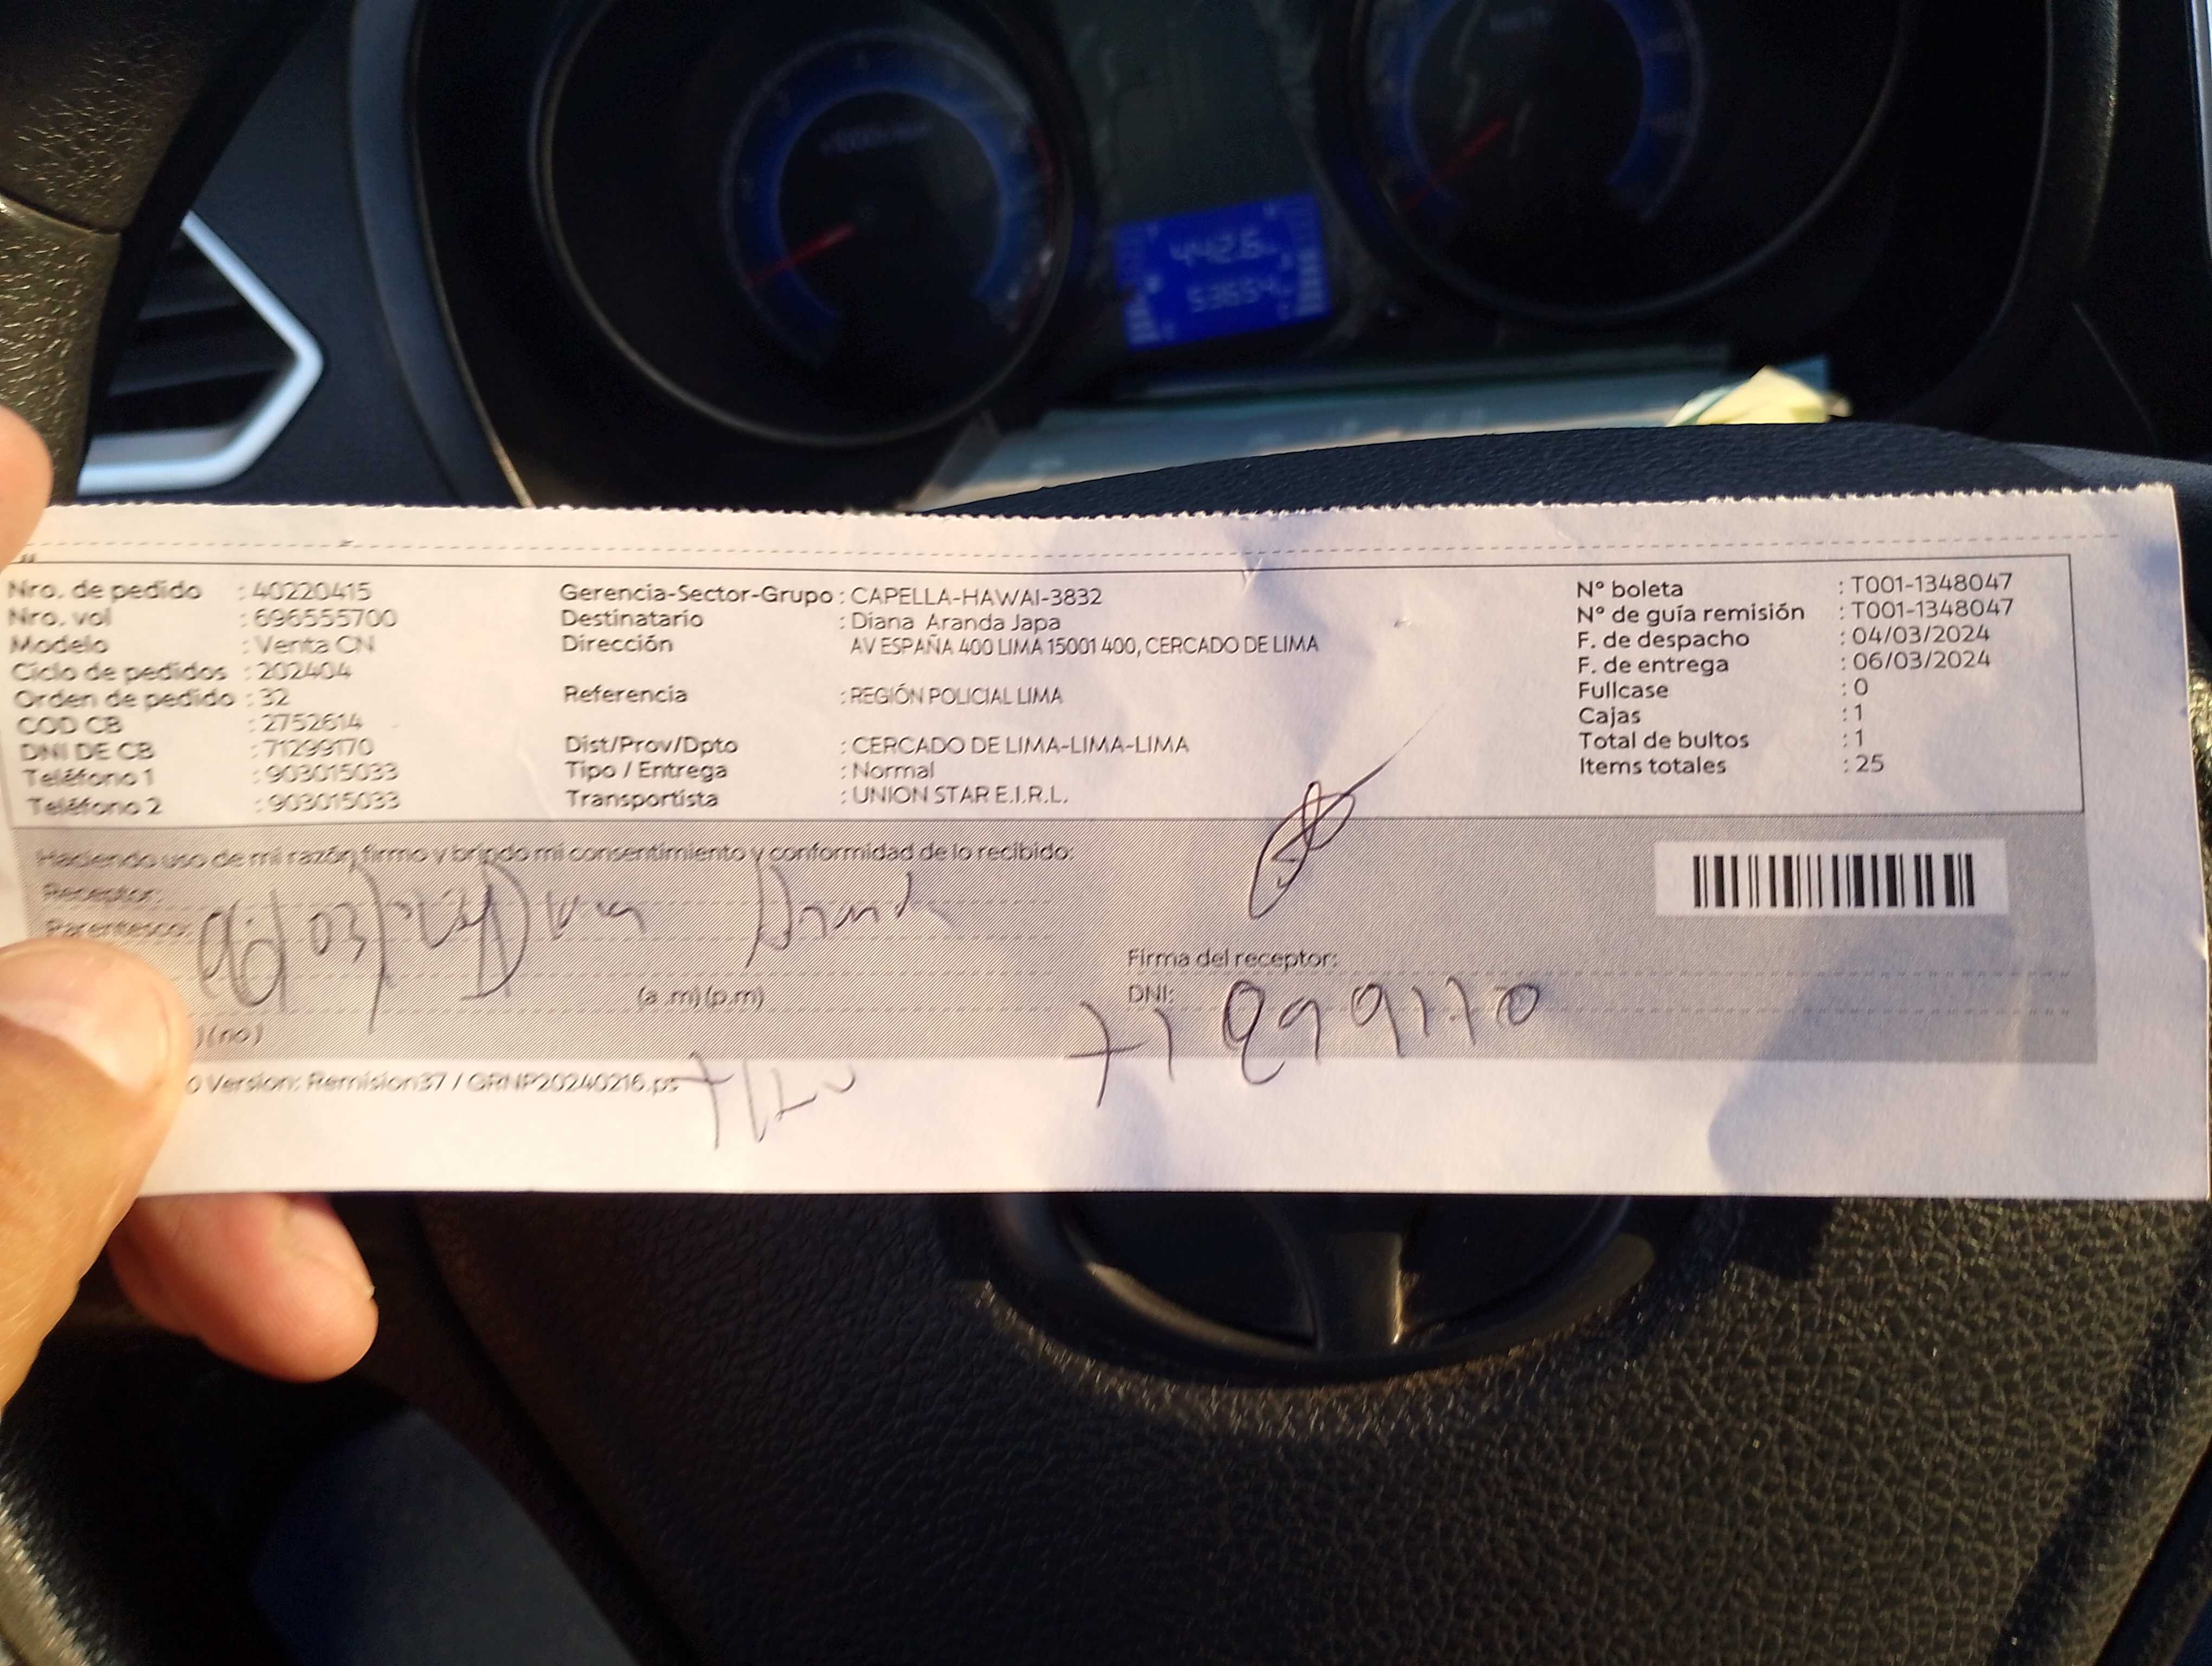 442.6
53654
Nro. de pedido : 40220415
Nro. vol : 696555700
Modelo : Venta CN
Ciclo de pedidos : 202404
Orden de pedido : 32
COD CB : 2752614
DNI DE CB : 71299170
Teléfono 1 : 903015033
Teléfono 2 : 903015033
Gerencia-Sector-Grupo : CAPELLA-HAWAI-3832
Destinatario : Diana Aranda Japa
Dirección AV ESPAÑA 400 LIMA 15001 400, CERCADO DE LIMA
Referencia : REGIÓN POLICIAL LIMA
Dist/Prov/Dpto : CERCADO DE LIMA-LIMA-LIMA
Tipo / Entrega : Normal
Transportista : UNION STAR E.I.R.L.
N° boleta : T001-1348047
N° de guía remisión : T001-1348047
F. de despacho : 04/03/2024
F. de entrega : 06/03/2024
Fullcase : 0
Cajas : 1
Total de bultos : 1
Items totales : 25
Haciendo uso de mi razón firmo y brindo mi consentimiento y conformidad de lo recibido:
Receptor:
Parentesco: 06/03/2024 Diana Aranda
(a .m) (p.m)
) (no)
Firma del receptor:
DNI: 71299170
o Version: Remision37 / GRNP20240216.ps